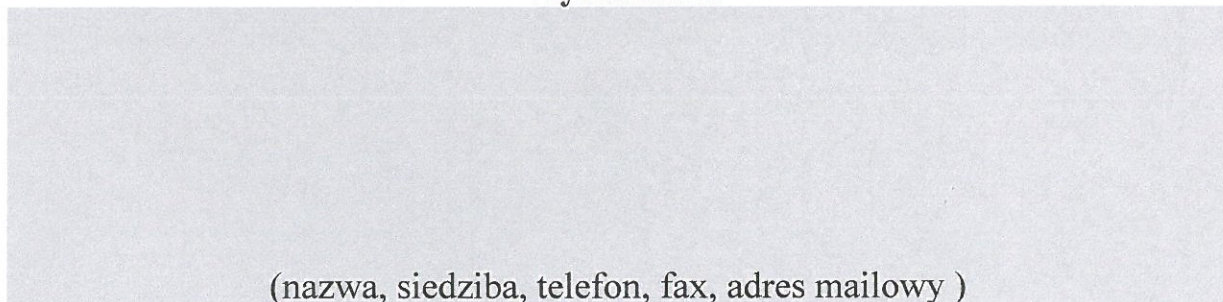 (nazwa, siedziba, telefon, fax, adres mailowy )